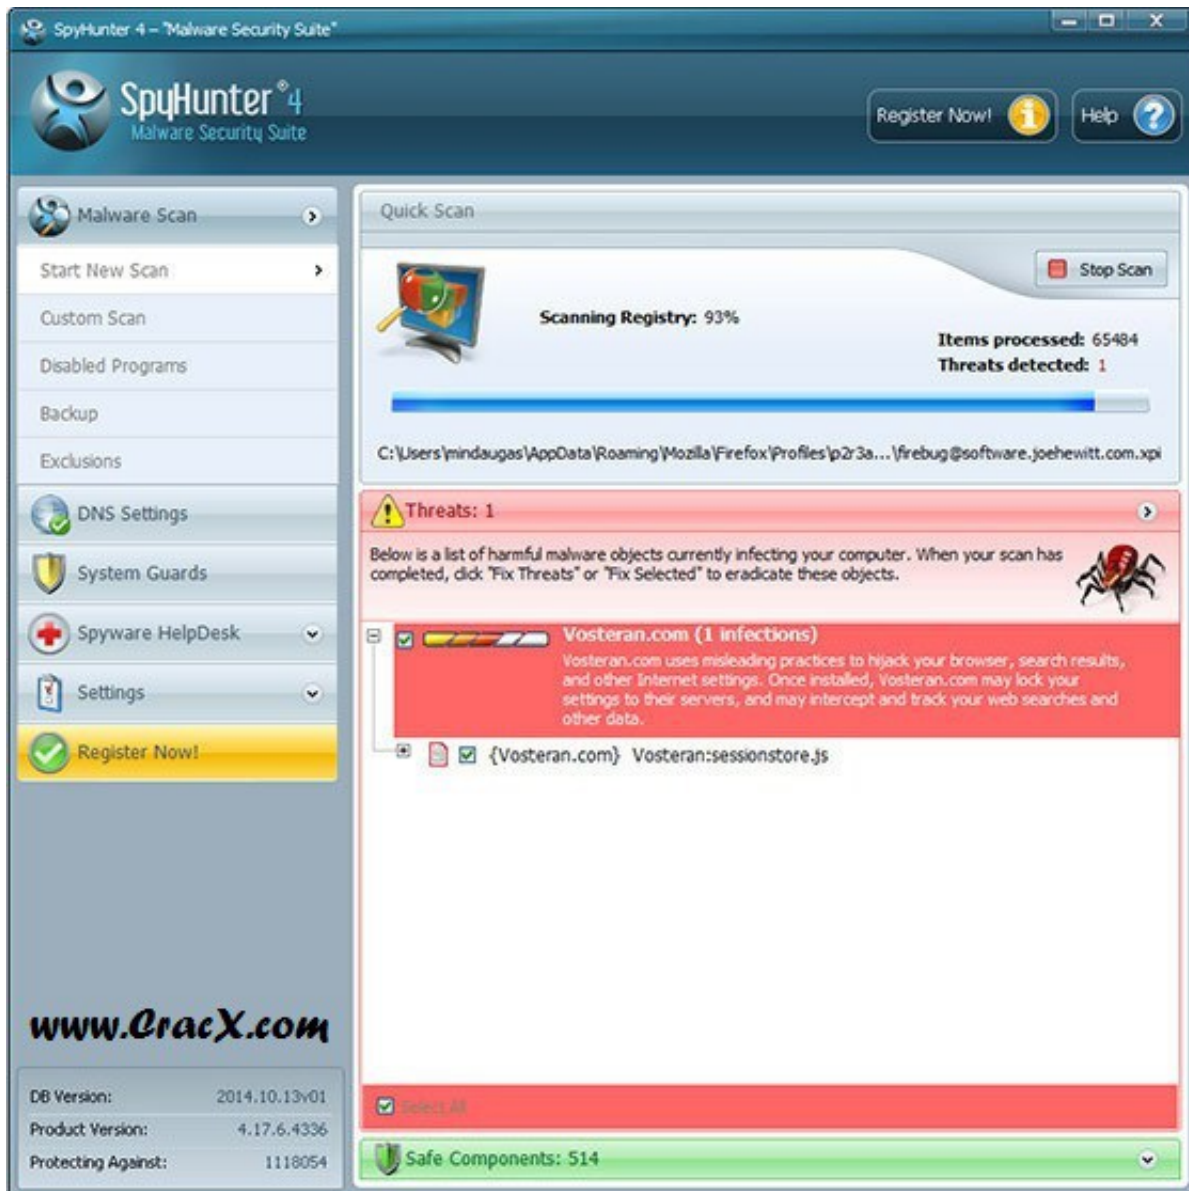 SpyHunter 4 – "Malware Security Suite"
SpyHunter ® 4
Malware Security Suite
Register Now!
Help
Malware Scan
Start New Scan
Custom Scan
Disabled Programs
Backup
Exclusions
DNS Settings
System Guards
Spyware HelpDesk
Settings
Register Now!
www.CracX.com
DB Version: 2014.10.13v01
Product Version: 4.17.6.4336
Protecting Against: 1118054
Quick Scan
Stop Scan
Scanning Registry: 93%
Items processed: 65484
Threats detected: 1
C:\Users\mindaugas\AppData\Roaming\Mozilla\Firefox\Profiles\p2r3a...\firebug@software.joehewitt.com.xpi
Threats: 1
Below is a list of harmful malware objects currently infecting your computer. When your scan has
completed, click "Fix Threats" or "Fix Selected" to eradicate these objects.
Vosteran.com (1 infections)
Vosteran.com uses misleading practices to hijack your browser, search results,
and other Internet settings. Once installed, Vosteran.com may lock your
settings to their servers, and may intercept and track your web searches and
other data.
{Vosteran.com} Vosteran:sessionstore.js
Select All
Safe Components: 514